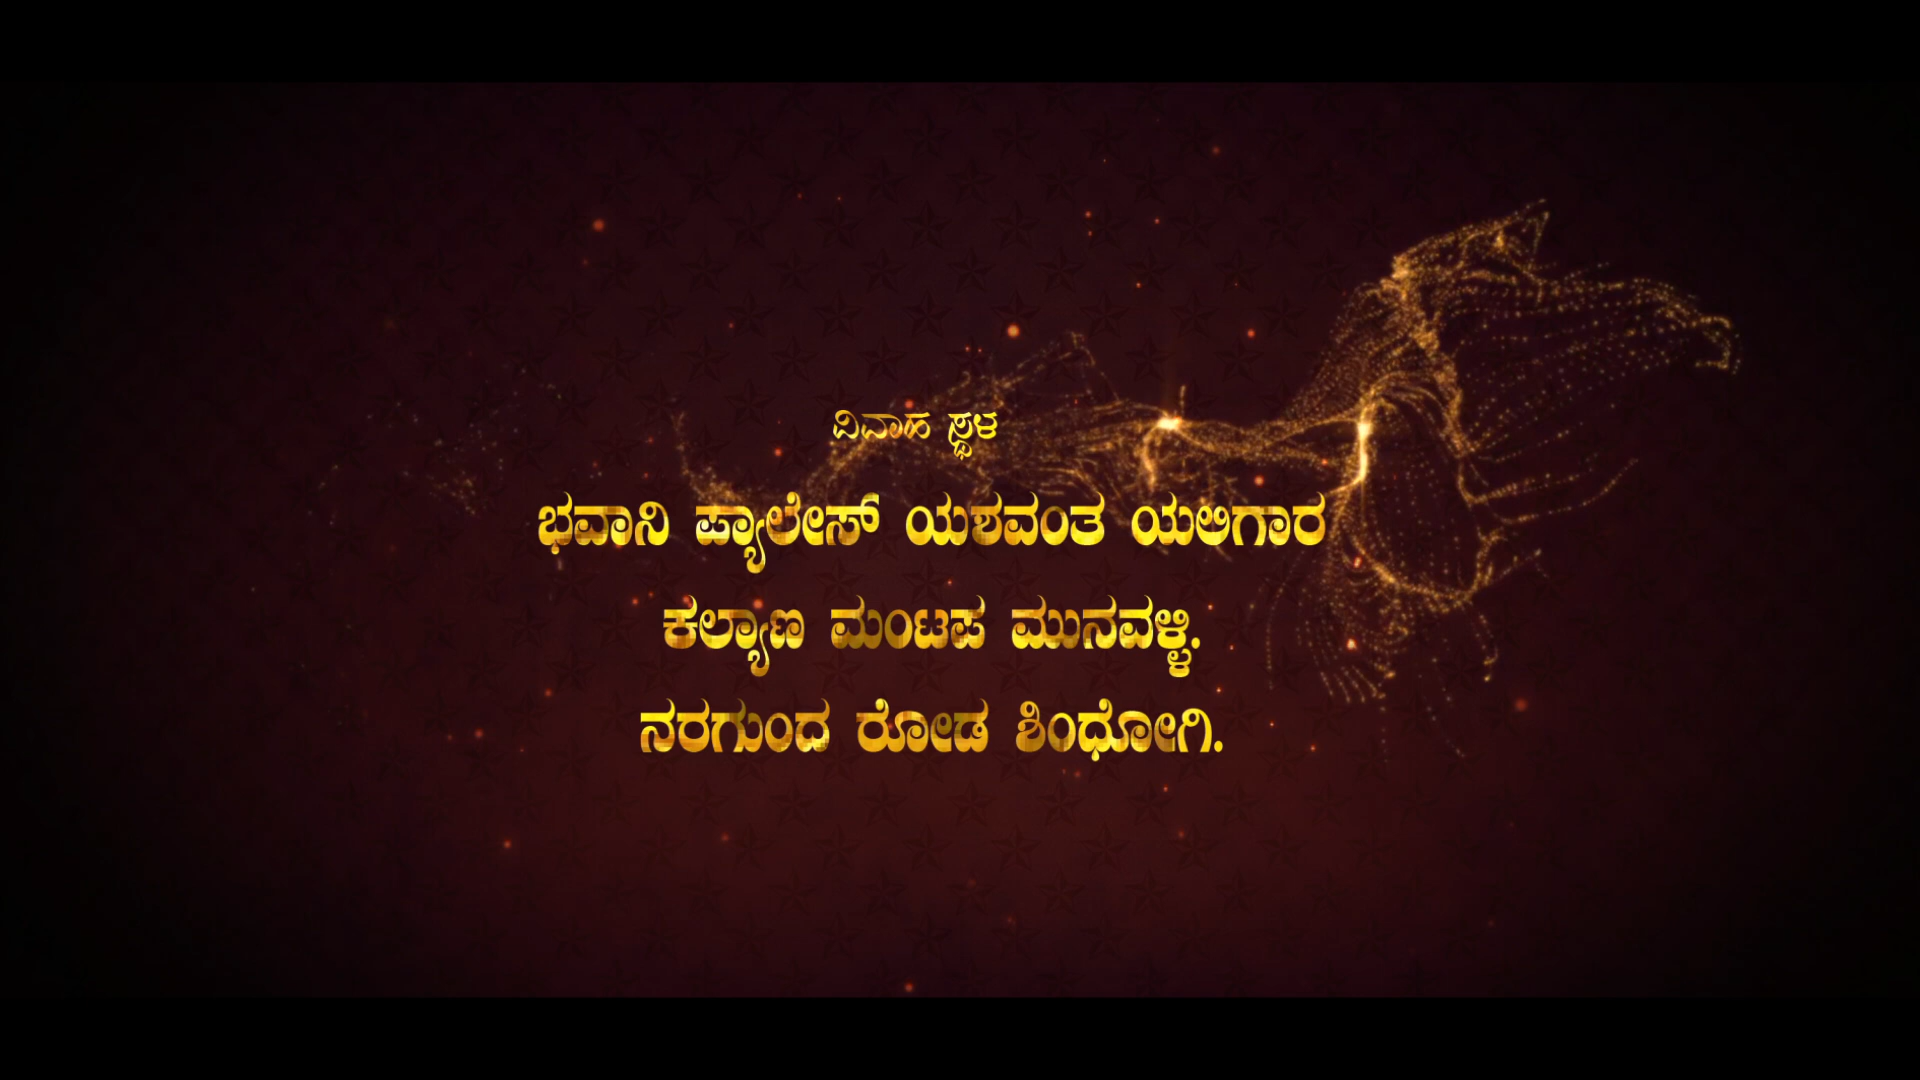 ವಿವಾಹ ಸ್ಥಳ
ಭವಾನಿ ಪ್ಯಾಲೇಸ್ ಯಶವಂತ ಯಲಿಗಾರ
ಕಲ್ಯಾಣ ಮಂಟಪ ಮುನವಳ್ಳಿ.
ನರಗುಂದ ರೋಡ ಶಿಂಧೋಗಿ.